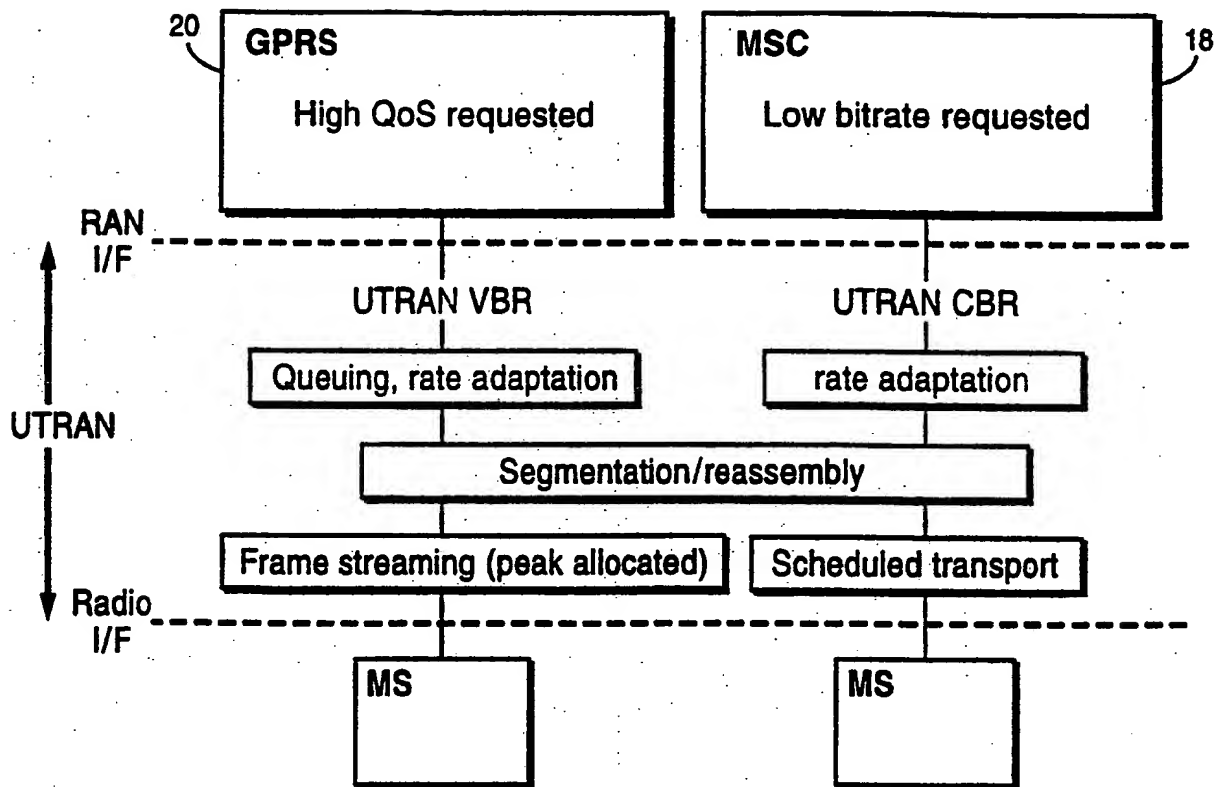 20
GPRS
High QoS requested
MSC
Low bitrate requested
18
RAN
I/F
UTRAN VBR
UTRAN CBR
Queuing, rate adaptation
rate adaptation
UTRAN
Segmentation/reassembly
Frame streaming (peak allocated)
Scheduled transport
Radio
I/F
MS
MS